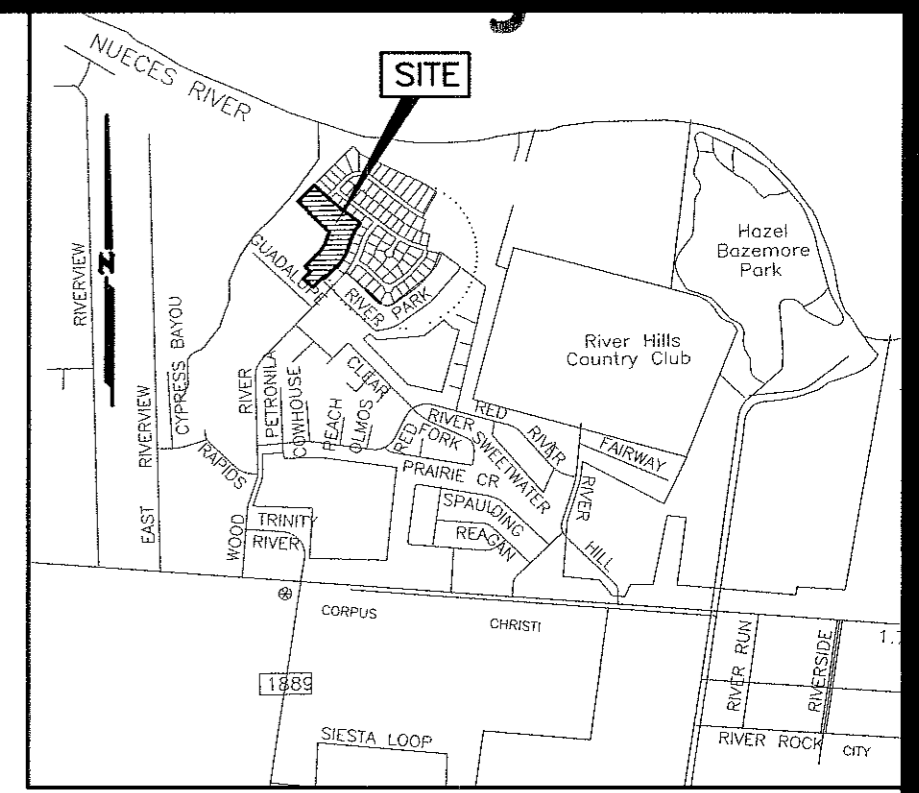 NUECES RIVER
SITE
RIVERVIEW
N
EAST RIVERVIEW
CYPRESS BAYOU
GUADALUPE
RIVER PARK
Hazel
Bazemore
Park
River Hills
Country Club
RIVER
PETRONILA
COWHOUSE
PEACH
OLMOS
CLEAR
RED
RIVER
FORK
RED
RIVER
SWEETWATER
FAIRWAY
RAPIDS
PRAIRIE CR
SPAULDING
REAGAN
RIVER
HILL
WOOD
TRINITY
RIVER
CORPUS
CHRISTI
1889
SIESTA LOOP
RIVER RUN
RIVERSIDE
RIVER ROCK
CITY